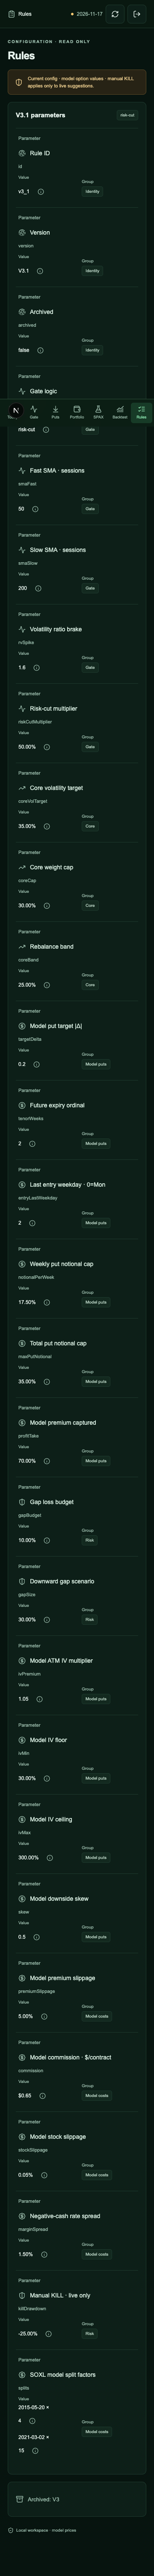 Rules
2026-11-17
CONFIGURATION · READ ONLY
Rules
Current config · model option values · manual KILL
applies only to live suggestions.
V3.1 parameters
risk-cut
Parameter
Rule ID
id
Value
Group
v3_1
Identity
Parameter
Version
version
Value
Group
V3.1
Identity
Parameter
Archived
archived
Value
Group
false
Identity
Parameter
Gate logic
N
Gate
Puts
Portfolio
SPAX
Backtest
Rules
risk-cut
Gate
Parameter
Fast SMA · sessions
smaFast
Value
Group
50
Gate
Parameter
Slow SMA · sessions
smaSlow
Value
Group
200
Gate
Parameter
Volatility ratio brake
rvSpike
Value
Group
1.6
Gate
Parameter
Risk-cut multiplier
riskCutMultiplier
Value
Group
50.00%
Gate
Parameter
Core volatility target
coreVolTarget
Value
Group
35.00%
Core
Parameter
Core weight cap
coreCap
Value
Group
30.00%
Core
Parameter
Rebalance band
coreBand
Value
Group
25.00%
Core
Parameter
Model put target |Δ|
targetDelta
Value
Group
0.2
Model puts
Parameter
Future expiry ordinal
tenorWeeks
Value
Group
2
Model puts
Parameter
Last entry weekday · 0=Mon
entryLastWeekday
Value
Group
2
Model puts
Parameter
Weekly put notional cap
notionalPerWeek
Value
Group
17.50%
Model puts
Parameter
Total put notional cap
maxPutNotional
Value
Group
35.00%
Model puts
Parameter
Model premium captured
profitTake
Value
Group
70.00%
Model puts
Parameter
Gap loss budget
gapBudget
Value
Group
10.00%
Risk
Parameter
Downward gap scenario
gapSize
Value
Group
30.00%
Risk
Parameter
Model ATM IV multiplier
ivPremium
Value
Group
1.05
Model puts
Parameter
Model IV floor
ivMin
Value
Group
30.00%
Model puts
Parameter
Model IV ceiling
ivMax
Value
Group
300.00%
Model puts
Parameter
Model downside skew
skew
Value
Group
0.5
Model puts
Parameter
Model premium slippage
premiumSlippage
Value
Group
5.00%
Model costs
Parameter
Model commission · $/contract
commission
Value
Group
$0.65
Model costs
Parameter
Model stock slippage
stockSlippage
Value
Group
0.05%
Model costs
Parameter
Negative-cash rate spread
marginSpread
Value
Group
1.50%
Model costs
Parameter
Manual KILL · live only
killDrawdown
Value
Group
-25.00%
Risk
Parameter
SOXL model split factors
splits
Value
2015-05-20 ×
Group
4
Model costs
2021-03-02 ×
15
Archived: V3
Local workspace · model prices